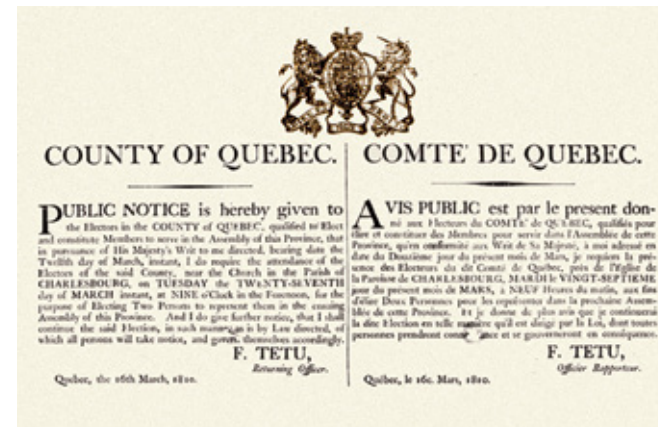 COUNTY OF QUEBEC.
PUBLIC NOTICE is hereby given to
the Electors in the COUNTY of QUEBEC, qualified to Elect
and constitute Members to serve in the Assembly of this Province, that
in pursuance of His Majesty's Writ to me directed, bearing date the
Twelfth day of March, instant, I do require the attendance of the
Electors of the said County, near the Church in the Parish of
CHARLESBOURG, on TUESDAY the TWENTY-SEVENTH
day of MARCH instant, at NINE o'Clock in the Forenoon, for the
purpose of Electing Two Persons to represent them in the ensuing
Assembly of this Province. And I do give further notice, that I shall
continue the said Election, in such manner as is by Law directed, of
which all persons will take notice, and govern themselves accordingly.
F. TETU,
Returning Officer.
Quebec, the 16th March, 1810.
COMTE' DE QUEBEC.
AVIS PUBLIC est par le present don-
né aux Electeurs du COMTE' de QUEBEC, qualifiés pour
élire et constituer des Membres pour servir dans l'Assemblée de cette
Province, qu'en conformité aux Writ de Sa Majesté, à moi adressé en
date du Douzième jour du présent mois de Mars, je requiers la pré-
sence des Electeurs du dit Comté de Québec, près de l'Eglise de
la Paroisse de CHARLESBOURG, MARDI le VINGT-SEPTIEME
jour du présent mois de MARS, à NEUF Heures du matin, aux fins
d'élire Deux Personnes pour les représenter dans la prochaine Assem-
blée de cette Province. Et je donne de plus avis que je continuerai
la dite Election en telle manière qu'il est dirigé par la Loi, dont toutes
personnes prendront et se gouverneront en conséquence.
F. TETU,
Officier Rapporteur.
Québec, le 16e. Mars, 1810.